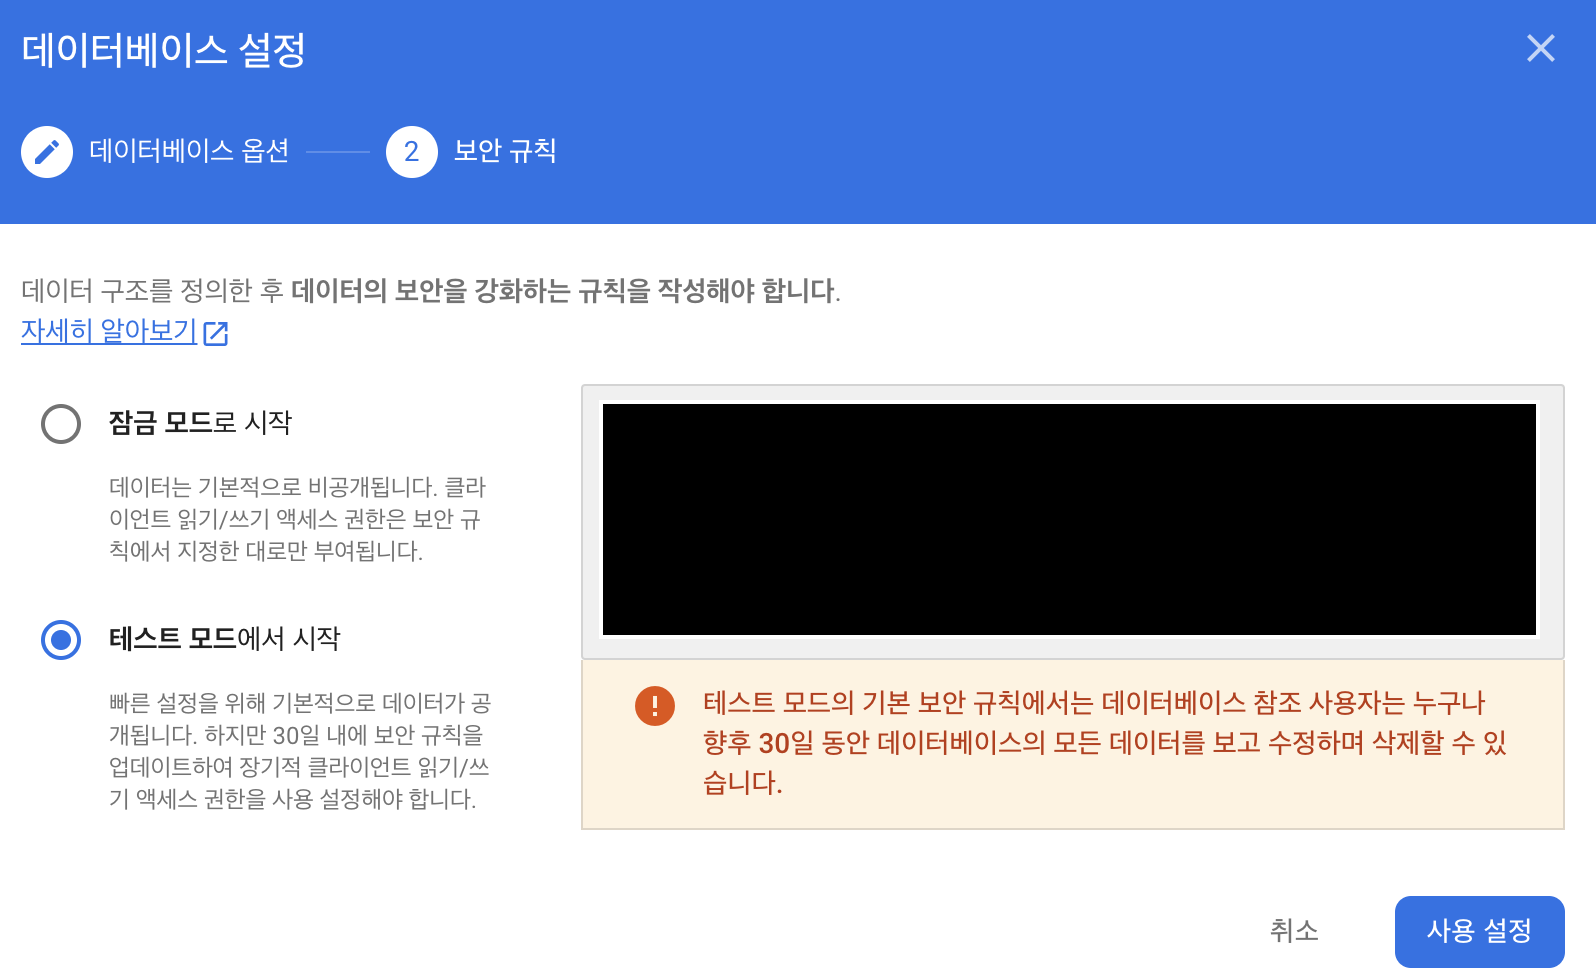 데이터베이스 설정
데이터베이스 옵션
2 보안 규칙
데이터 구조를 정의한 후 데이터의 보안을 강화하는 규칙을 작성해야 합니다.
자세히 알아보기
잠금 모드로 시작
데이터는 기본적으로 비공개됩니다. 클라
이언트 읽기/쓰기 액세스 권한은 보안 규
칙에서 지정한 대로만 부여됩니다.
테스트 모드에서 시작
빠른 설정을 위해 기본적으로 데이터가 공
개됩니다. 하지만 30일 내에 보안 규칙을
업데이트하여 장기적 클라이언트 읽기/쓰
기 액세스 권한을 사용 설정해야 합니다.
테스트 모드의 기본 보안 규칙에서는 데이터베이스 참조 사용자는 누구나
향후 30일 동안 데이터베이스의 모든 데이터를 보고 수정하며 삭제할 수 있
습니다.
취소
사용 설정